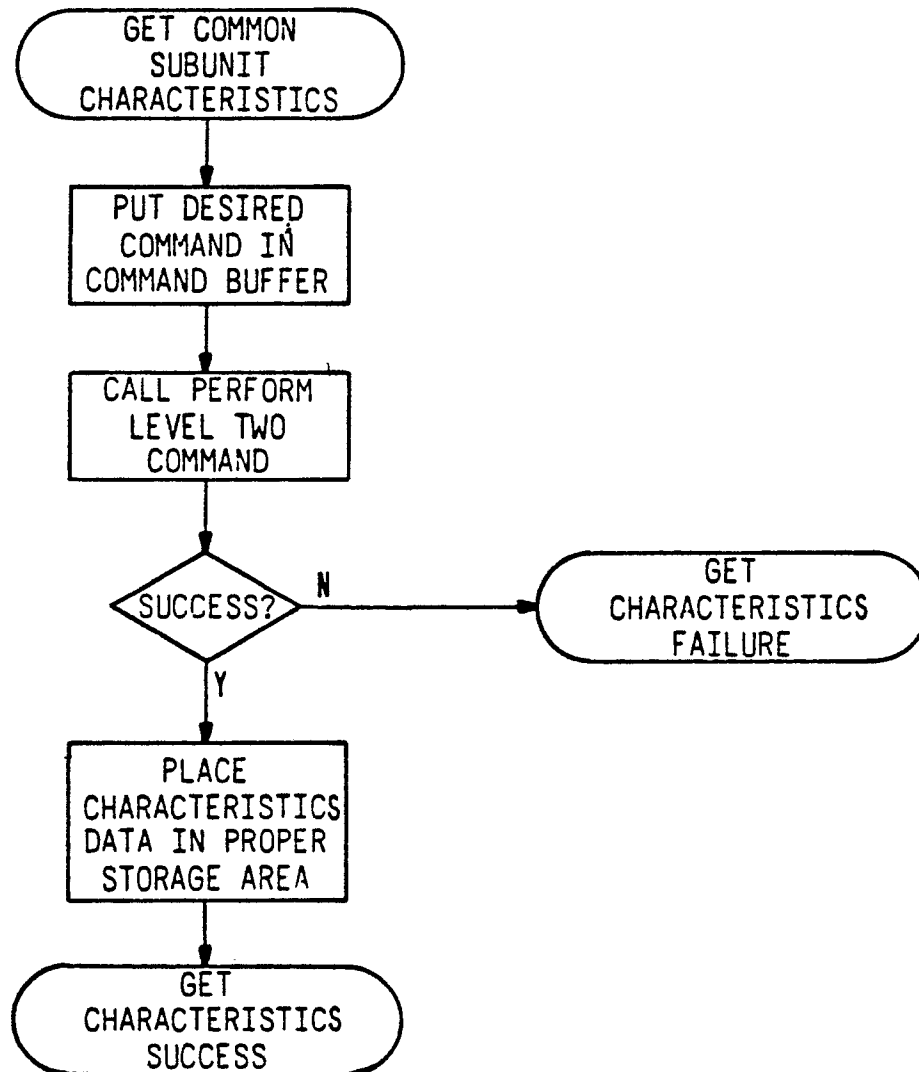 GET COMMON
SUBUNIT
CHARACTERISTICS
PUT DESIRED
COMMAND IN
COMMAND BUFFER
CALL PERFORM
LEVEL TWO
COMMAND
SUCCESS?
N
GET
CHARACTERISTICS
FAILURE
Y
PLACE
CHARACTERISTICS
DATA IN PROPER
STORAGE AREA
GET
CHARACTERISTICS
SUCCESS